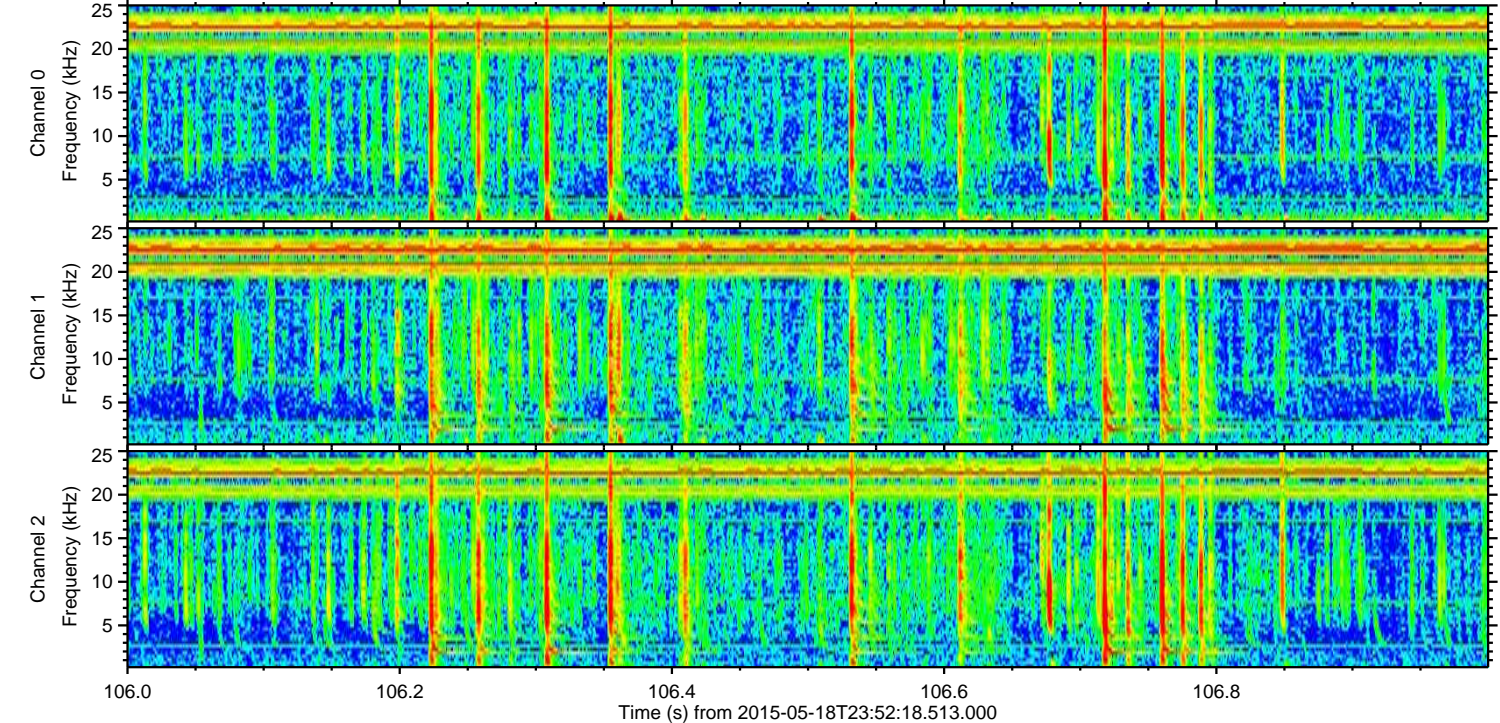 25
20
15
10
5
Channel 0
Frequency (kHz)
25
20
15
10
5
Channel 1
Frequency (kHz)
25
20
15
10
5
Channel 2
Frequency (kHz)
106.0 106.2 106.4 106.6 106.8
Time (s) from 2015-05-18T23:52:18.513.000